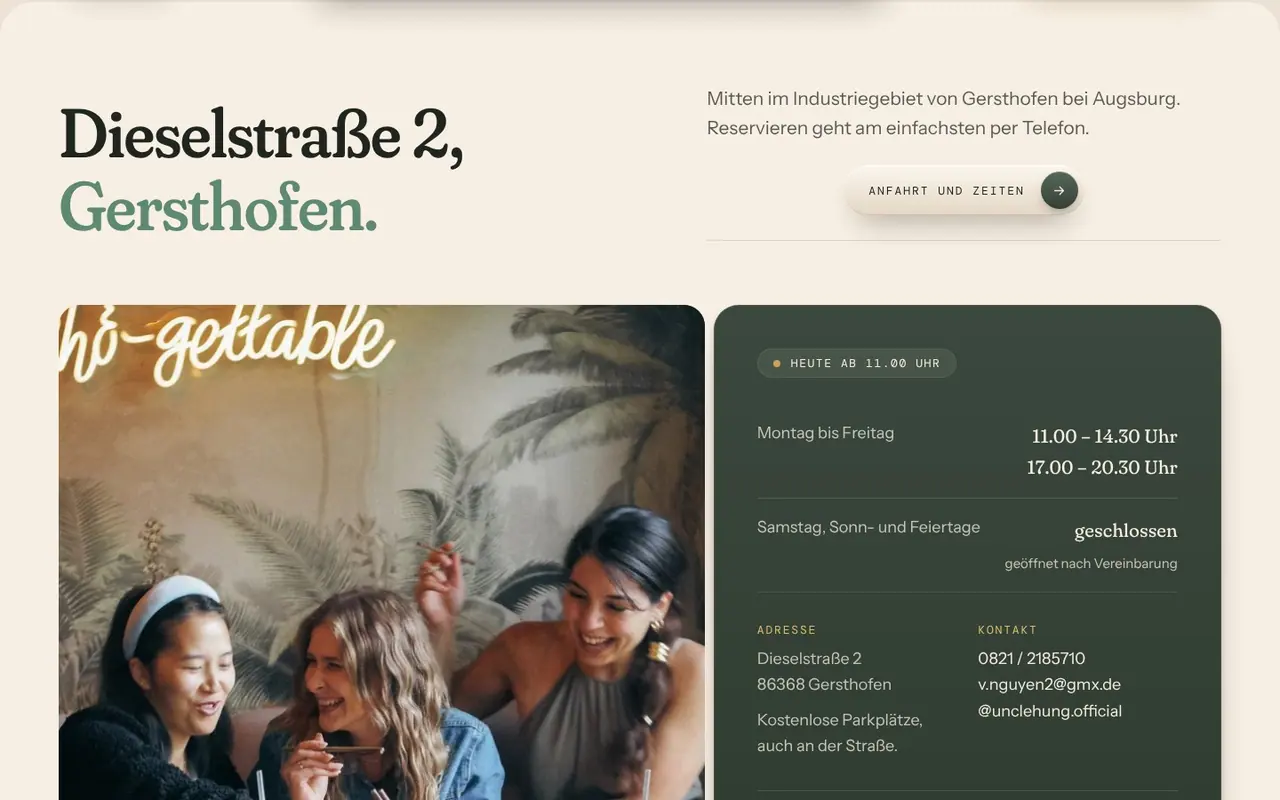 Dieselstraße 2,
Gersthofen.
Mitten im Industriegebiet von Gersthofen bei Augsburg.
Reservieren geht am einfachsten per Telefon.
ANFAHRT UND ZEITEN →
hở-gettable
HEUTE AB 11.00 UHR
Montag bis Freitag
11.00 – 14.30 Uhr
17.00 – 20.30 Uhr
Samstag, Sonn- und Feiertage
geschlossen
geöffnet nach Vereinbarung
ADRESSE
Dieselstraße 2
86368 Gersthofen
Kostenlose Parkplätze,
auch an der Straße.
KONTAKT
0821 / 2185710
v.nguyen2@gmx.de
@unclehung.official